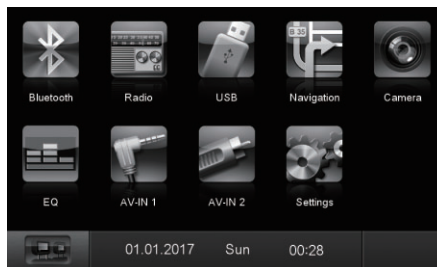 B 35
Bluetooth Radio USB Navigation Camera
EQ AV-IN 1 AV-IN 2 Settings
01.01.2017 Sun 00:28